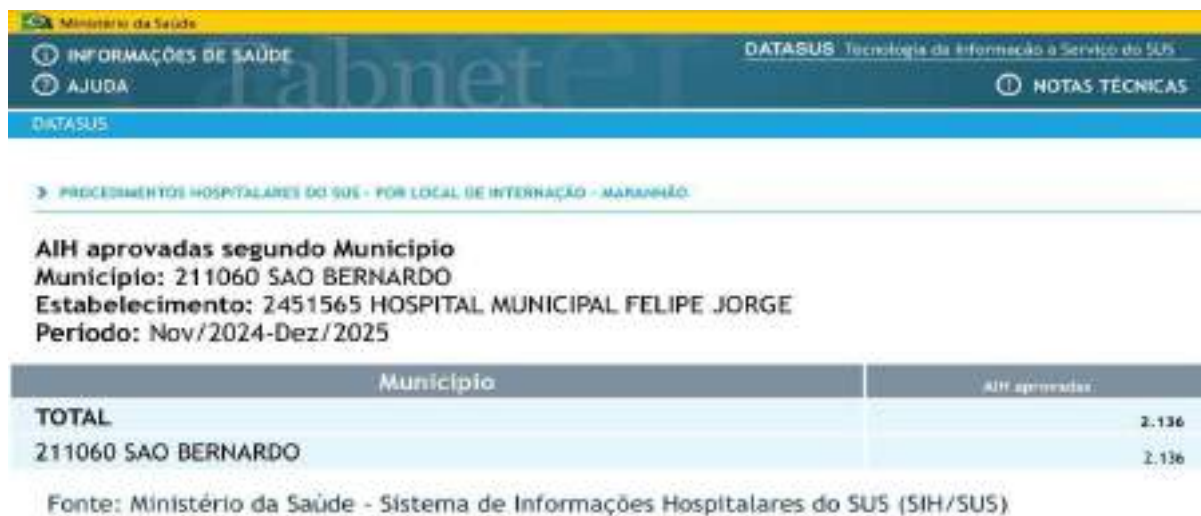 Ministério da Saúde
INFORMAÇÕES DE SAÚDE
DATASUS Tecnologia da Informação a Serviço do SUS
AJUDA
Tabnet
NOTAS TÉCNICAS
DATASUS
PROCEDIMENTOS HOSPITALARES DO SUS - POR LOCAL DE INTERNAÇÃO - MARANHÃO
AIH aprovadas segundo Município
Município: 211060 SAO BERNARDO
Estabelecimento: 2451565 HOSPITAL MUNICIPAL FELIPE JORGE
Período: Nov/2024-Dez/2025
Município AIH aprovadas
TOTAL 2.136
211060 SAO BERNARDO 2.136
Fonte: Ministério da Saúde - Sistema de Informações Hospitalares do SUS (SIH/SUS)